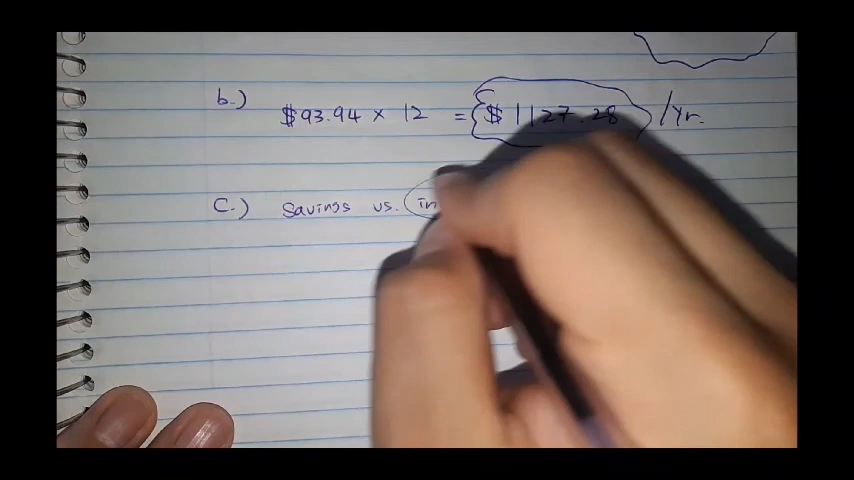 b.) $93.94 × 12 = $1127.28 /Yr.
C.) Savings vs.